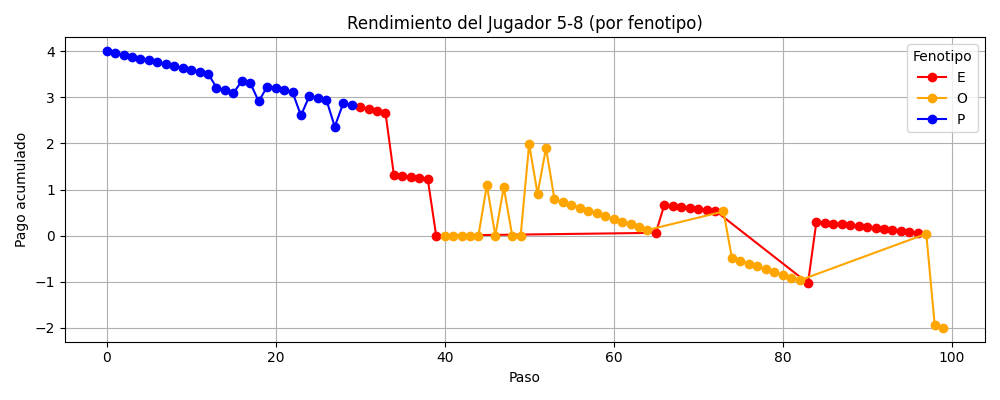 Rendimiento del Jugador 5-8 (por fenotipo)
Pago acumulado
4
3
2
1
0
−1
−2
Fenotipo
E
O
P
0
20
40
60
80
100
Paso